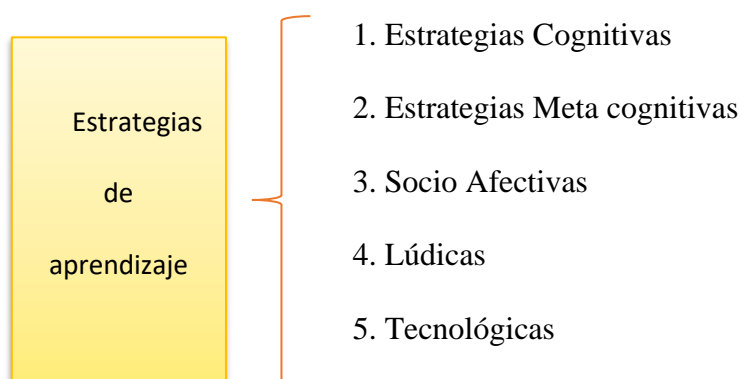 Estrategias
de
aprendizaje
1. Estrategias Cognitivas
2. Estrategias Meta cognitivas
3. Socio Afectivas
4. Lúdicas
5. Tecnológicas